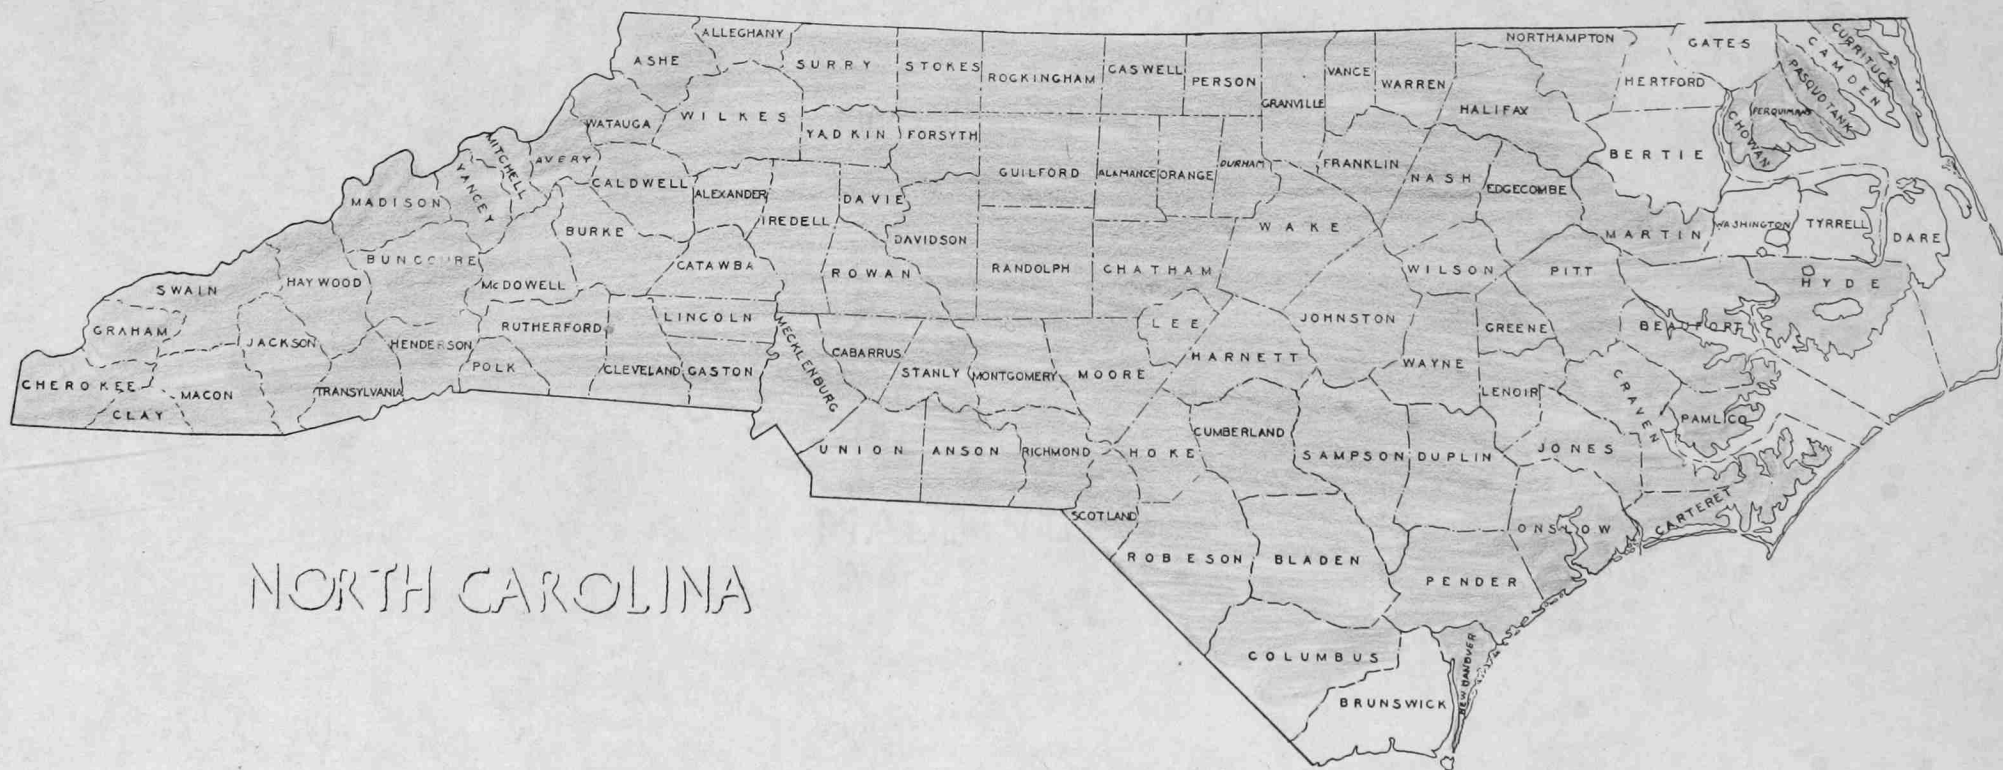 ALLEGHANY
ASHE
SURRY
STOKES
ROCKINGHAM
CASWELL
PERSON
GRANVILLE
VANCE
WARREN
NORTHAMPTON
GATES
CURRITUCK
CAMDEN
PASQUOTANK
PERQUIMANS
CHOWAN
HERTFORD
HALIFAX
BERTIE
WATAUGA
WILKES
YADKIN
FORSYTH
GUILFORD
ALAMANCE
ORANGE
DURHAM
FRANKLIN
NASH
EDGECOMBE
MITCHELL
YANCEY
AVERY
CALDWELL
ALEXANDER
IREDELL
DAVIE
DAVIDSON
WAKE
MARTIN
WASHINGTON
TYRRELL
DARE
MADISON
BUNCOURE
BURKE
McDOWELL
CATAWBA
ROWAN
RANDOLPH
CHATHAM
WILSON
PITT
HYDE
SWAIN
HAYWOOD
GRAHAM
JACKSON
HENDERSON
RUTHERFORD
LINCOLN
MECKLENBURG
CABARRUS
STANLY
MONTGOMERY
MOORE
LEE
HARNETT
JOHNSTON
WAYNE
GREENE
LENOIR
BEAUFORT
CRAVEN
PAMLICO
CHEROKEE
CLAY
MACON
TRANSYLVANIA
POLK
CLEVELAND
GASTON
UNION
ANSON
RICHMOND
HOKE
CUMBERLAND
SAMPSON
DUPLIN
JONES
CARTERET
SCOTLAND
ROBESON
BLADEN
PENDER
ONSLOW
COLUMBUS
BRUNSWICK
NEW HANOVER
NORTH CAROLINA